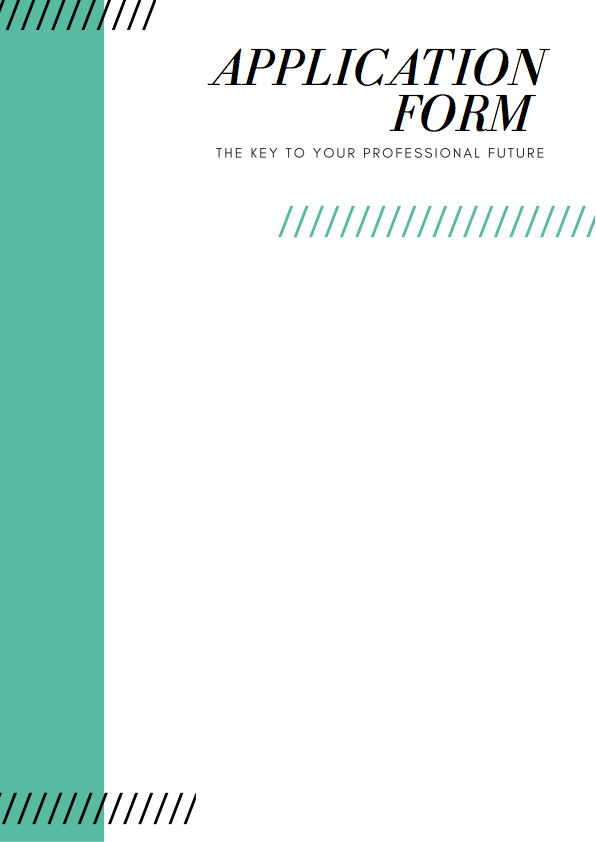 APPLICATION
FORM
THE KEY TO YOUR PROFESSIONAL FUTURE